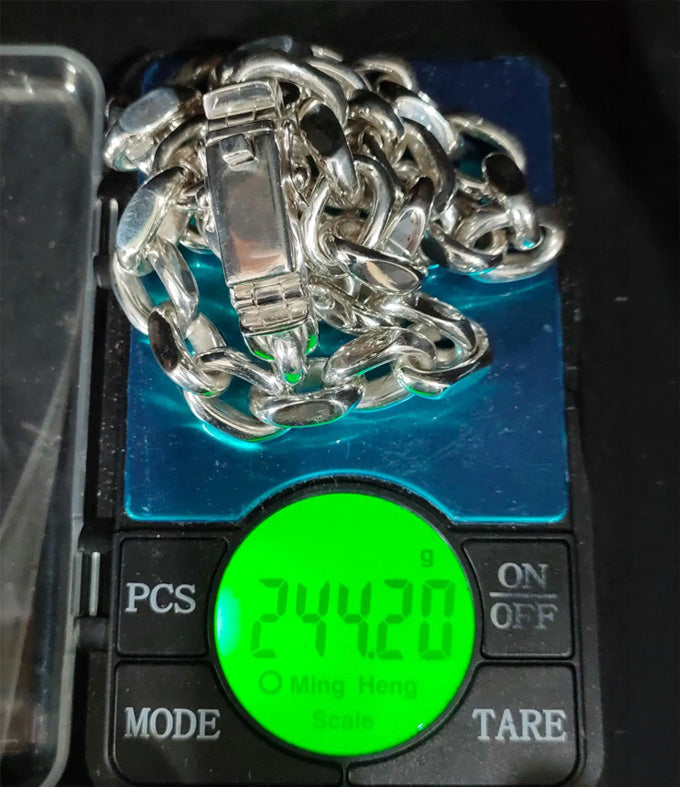 g
244.20
Ming Heng
Scale
PCS
ON
OFF
MODE
TARE